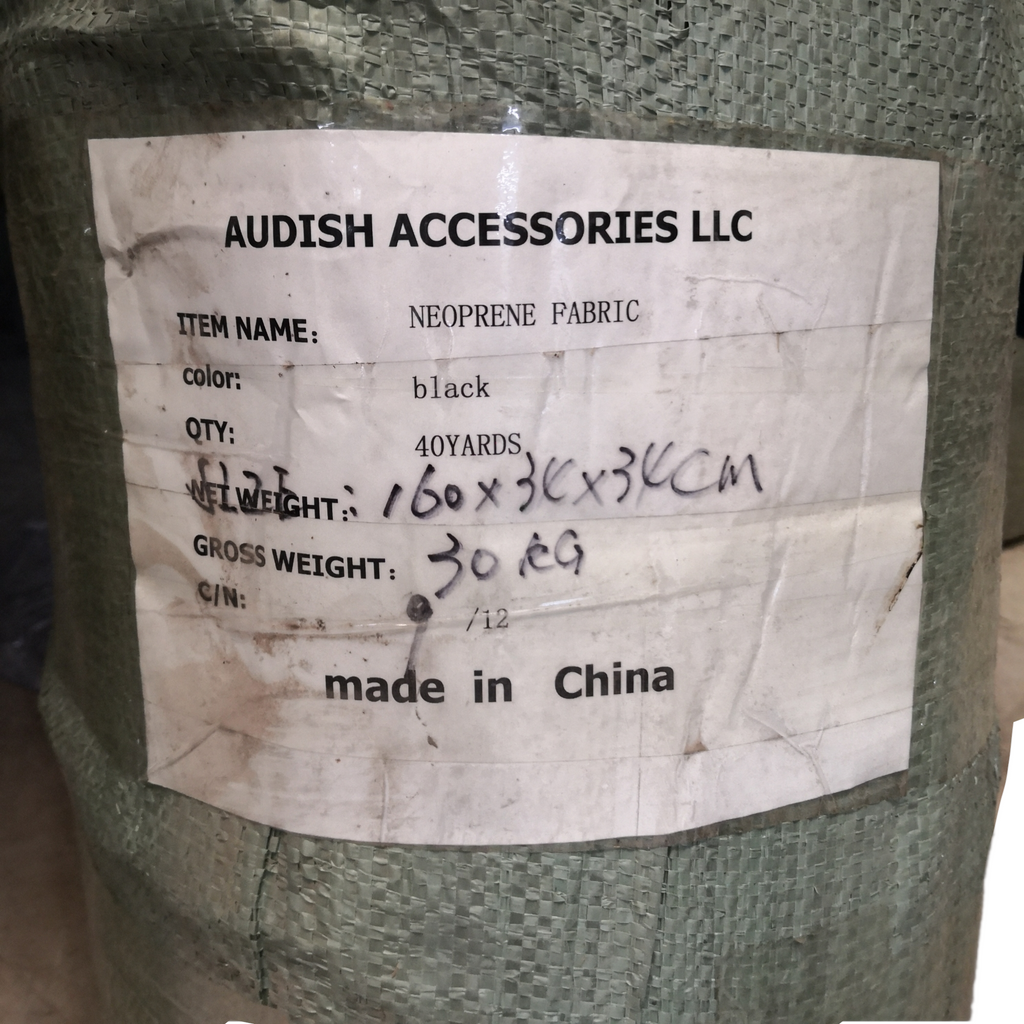 AUDISH ACCESSORIES LLC
ITEM NAME: NEOPRENE FABRIC
color: black
QTY: 40YARDS
WEIGHT: : 160x34x34CM
GROSS WEIGHT: 30KG
C/N: /12
made in China